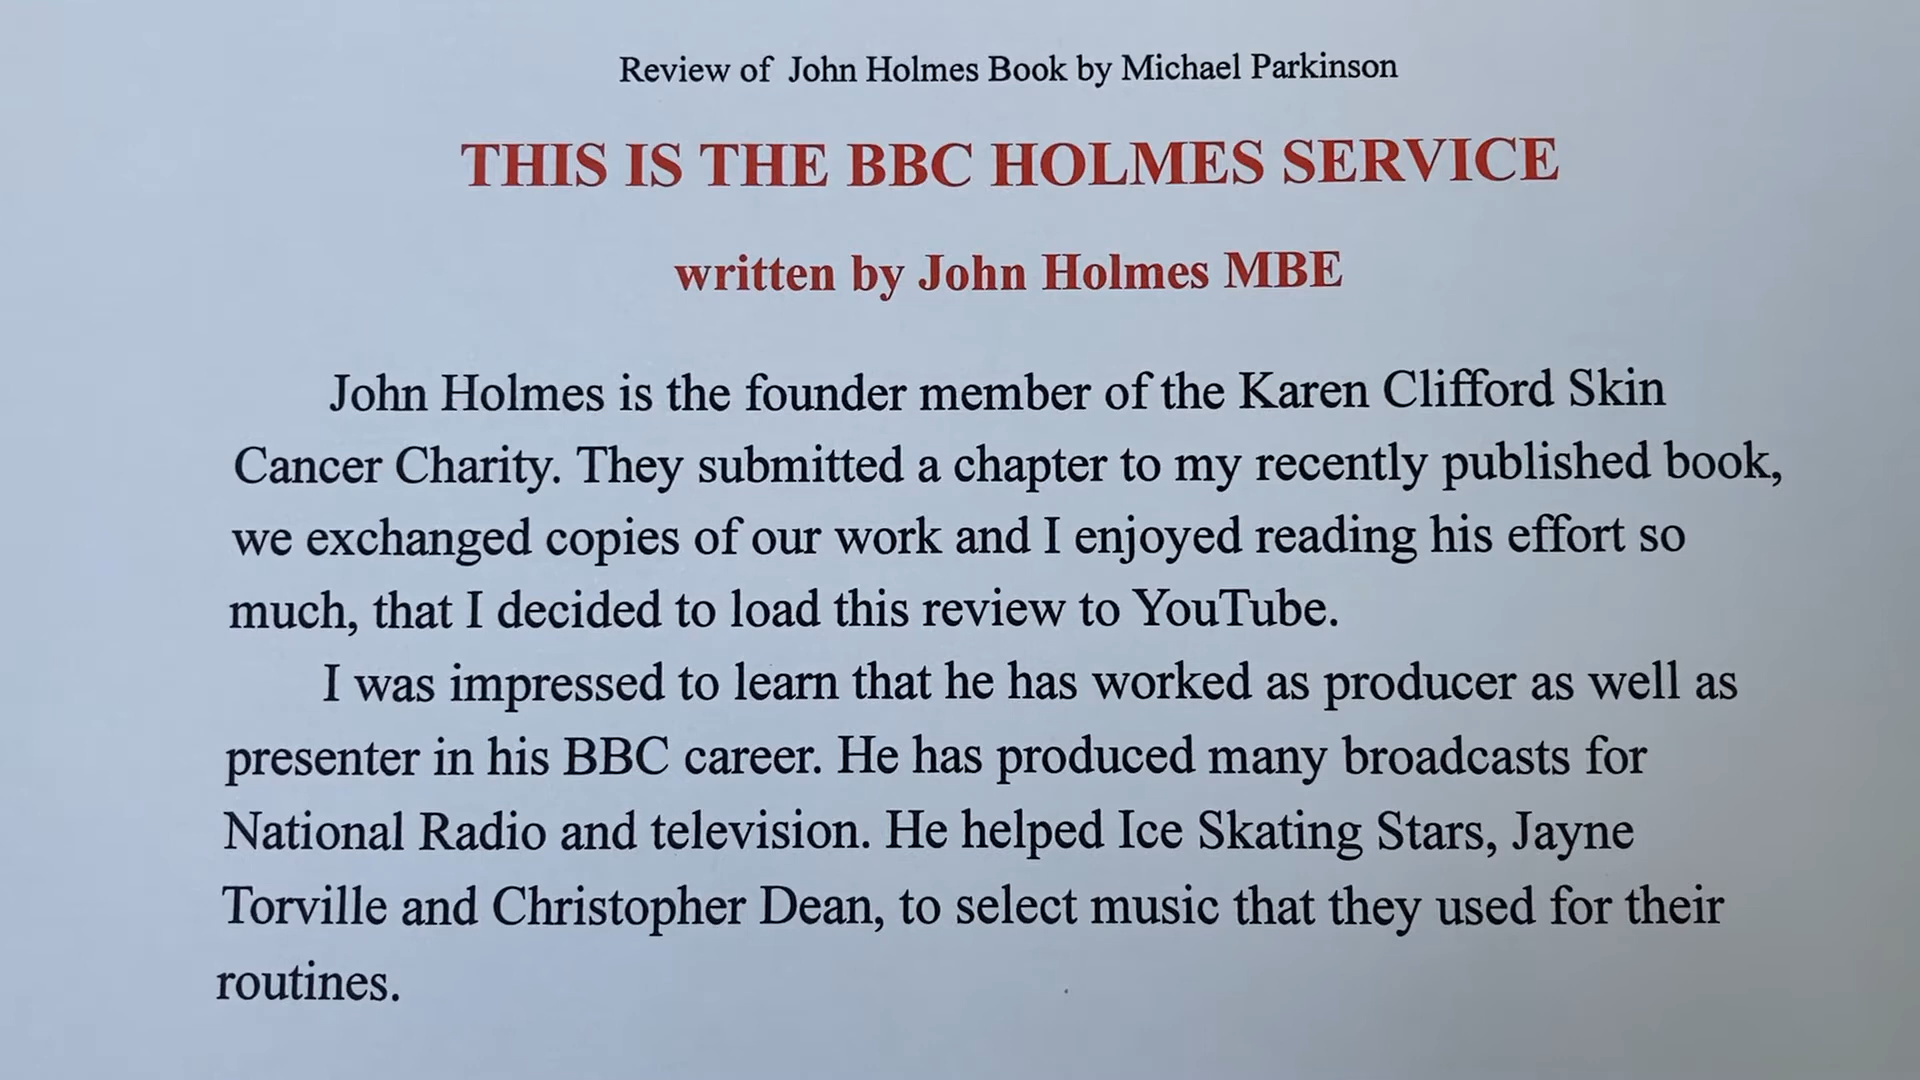 Review of John Holmes Book by Michael Parkinson
THIS IS THE BBC HOLMES SERVICE
written by John Holmes MBE
John Holmes is the founder member of the Karen Clifford Skin
Cancer Charity. They submitted a chapter to my recently published book,
we exchanged copies of our work and I enjoyed reading his effort so
much, that I decided to load this review to YouTube.
I was impressed to learn that he has worked as producer as well as
presenter in his BBC career. He has produced many broadcasts for
National Radio and television. He helped Ice Skating Stars, Jayne
Torville and Christopher Dean, to select music that they used for their
routines.